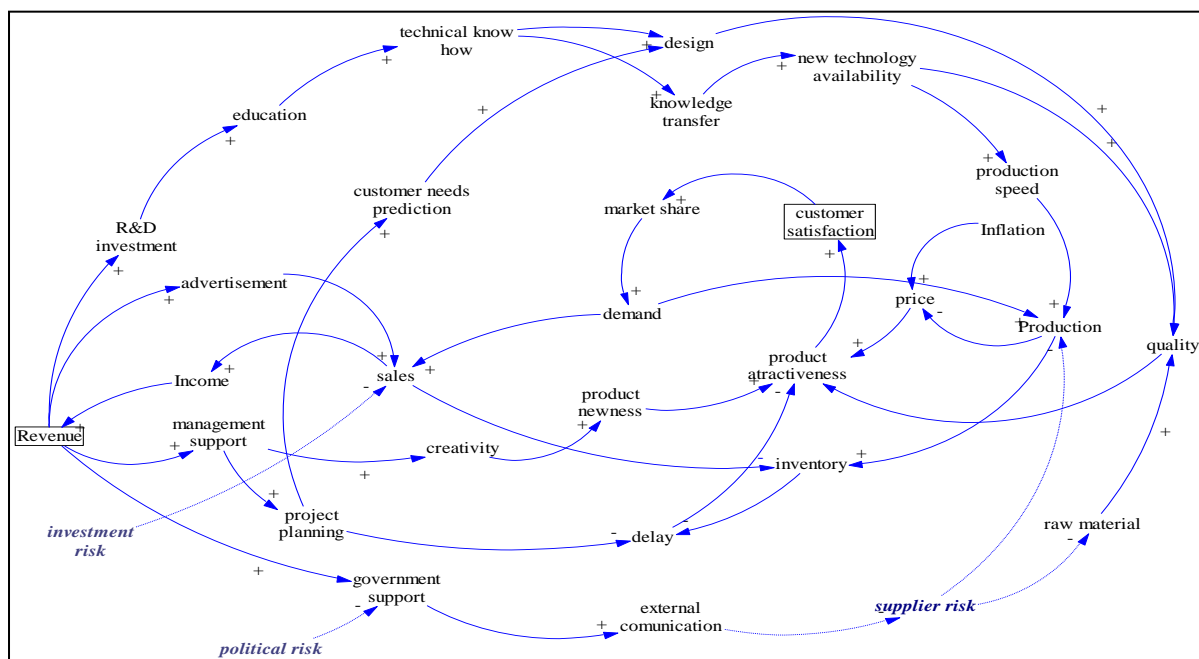 technical know
how
design
new technology
availability
knowledge
transfer
education
production
speed
customer needs
prediction
market share
customer
satisfaction
R&D
investment
Inflation
advertisement
price
demand
Production
quality
product
atractiveness
Income
sales
product
newness
Revenue
management
support
creativity
inventory
project
planning
investment
risk
delay
raw material
government
support
external
comunication
supplier risk
political risk